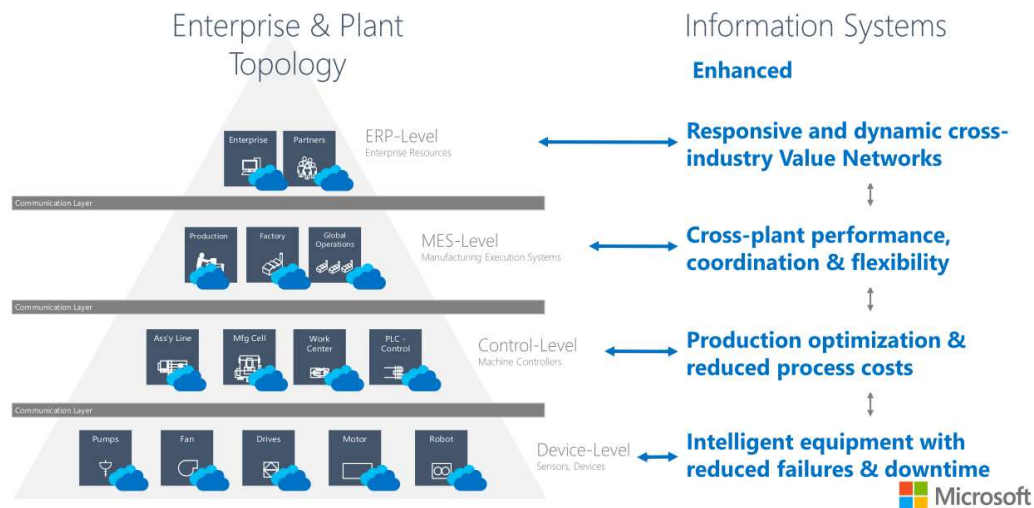 Enterprise & Plant
Topology
Information Systems
Enhanced
Enterprise
Partners
ERP-Level
Enterprise Resources
Responsive and dynamic cross-
industry Value Networks
Communication Layer
Production
Factory
Global
Operations
MES-Level
Manufacturing Execution Systems
Cross-plant performance,
coordination & flexibility
Communication Layer
Ass'y Line
Mfg Cell
Work
Center
PLC -
Control
Control-Level
Machine Controllers
Production optimization &
reduced process costs
Communication Layer
Pumps
Fan
Drives
Motor
Robot
Device-Level
Sensors, Devices
Intelligent equipment with
reduced failures & downtime
Microsoft